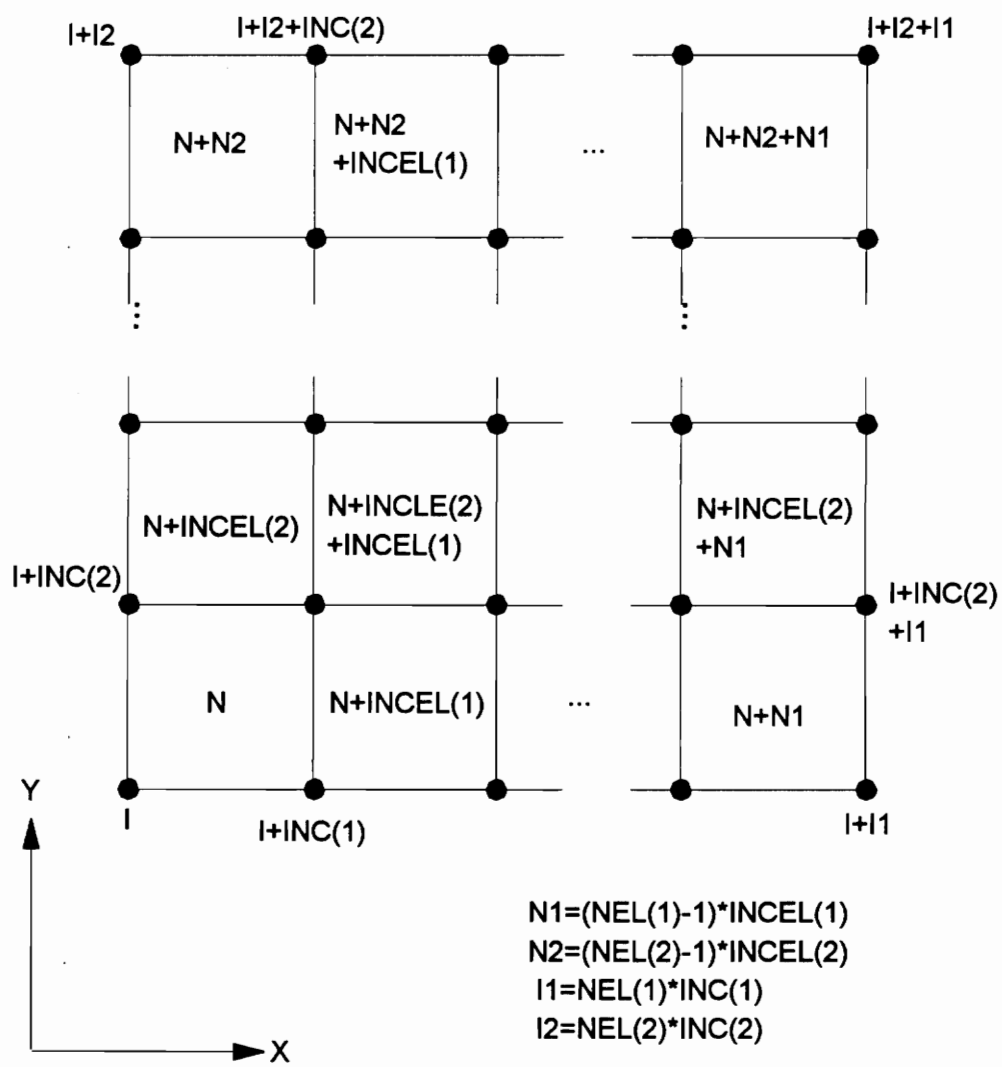 I+I2
I+I2+INC(2)
I+I2+I1
N+N2
N+N2
+INCEL(1)
...
N+N2+N1
...
...
N+INCEL(2)
N+INCLE(2)
+INCEL(1)
N+INCEL(2)
+N1
I+INC(2)
I+INC(2)
+I1
N
N+INCEL(1)
...
N+N1
Y
I
I+INC(1)
I+I1
N1=(NEL(1)-1)*INCEL(1)
N2=(NEL(2)-1)*INCEL(2)
I1=NEL(1)*INC(1)
I2=NEL(2)*INC(2)
X